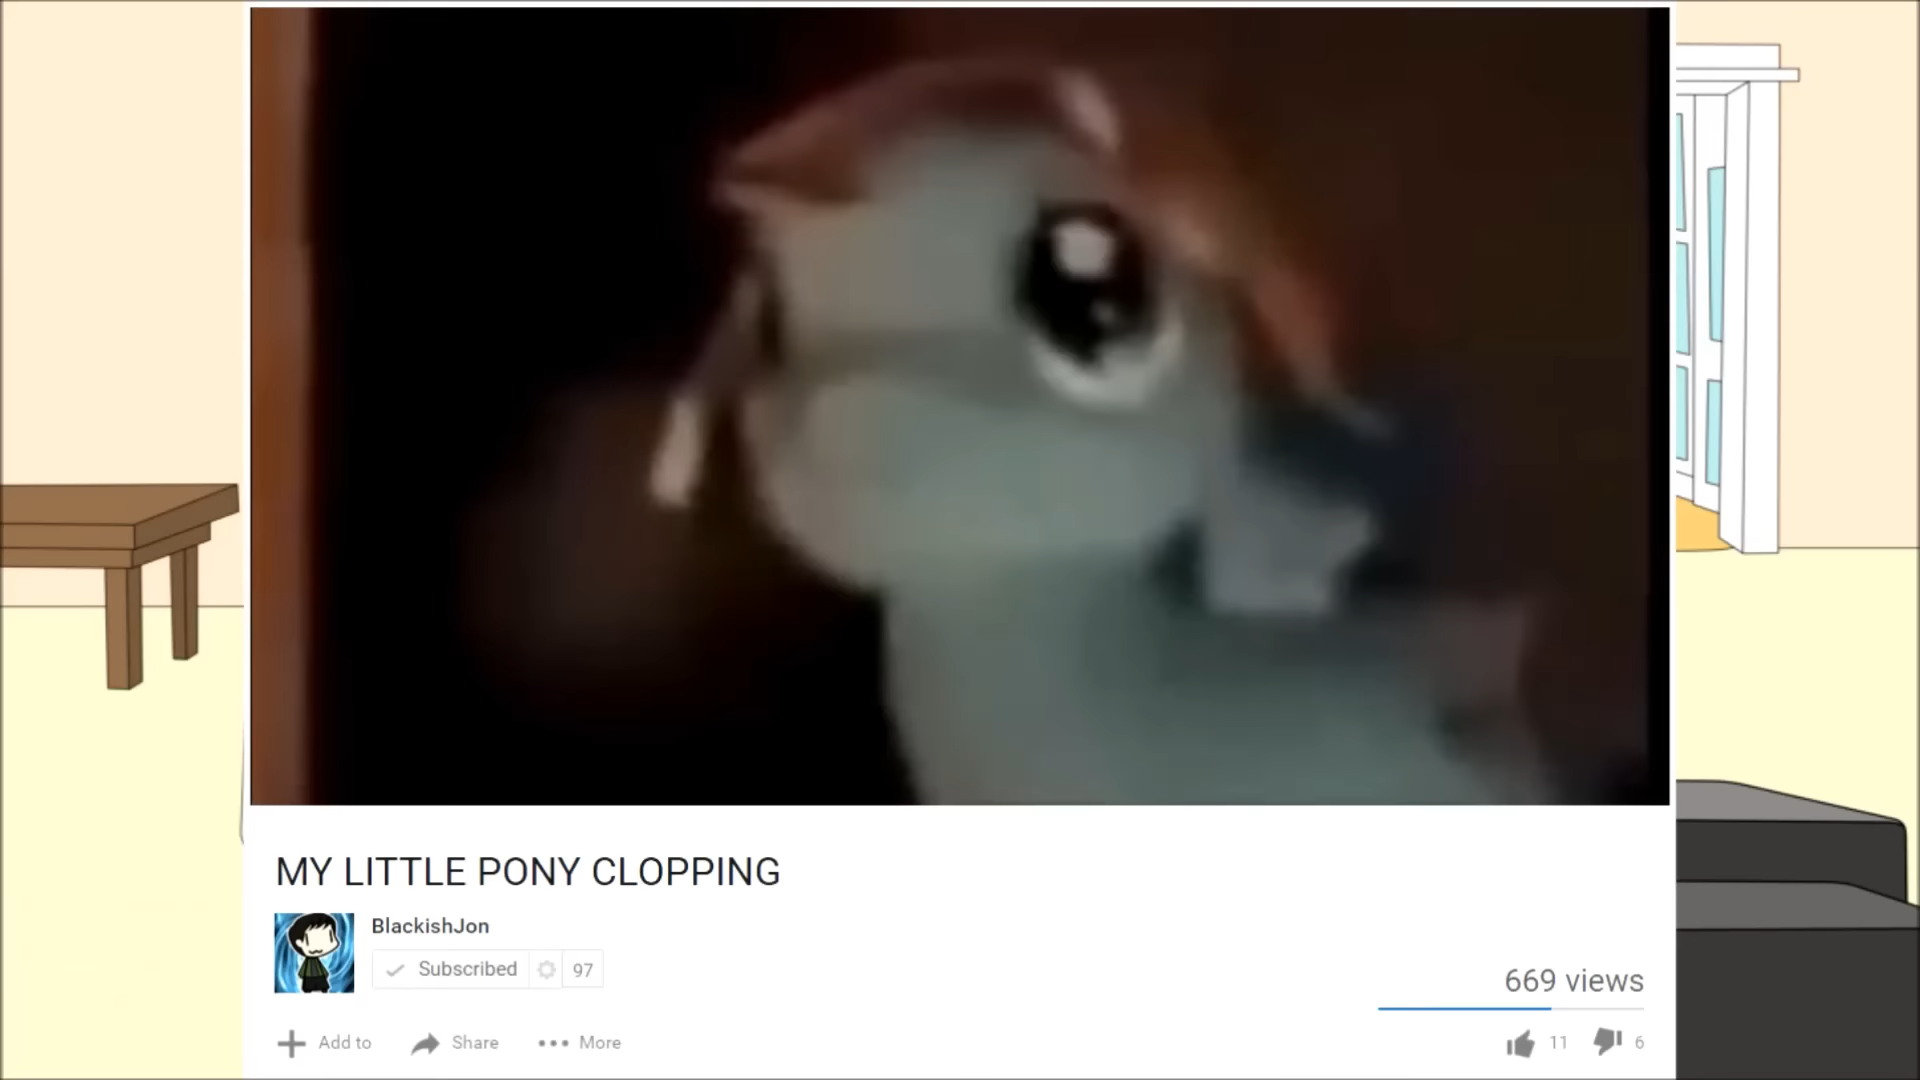 MY LITTLE PONY CLOPPING
BlackishJon
Subscribed 97
669 views
Add to Share More
11 6